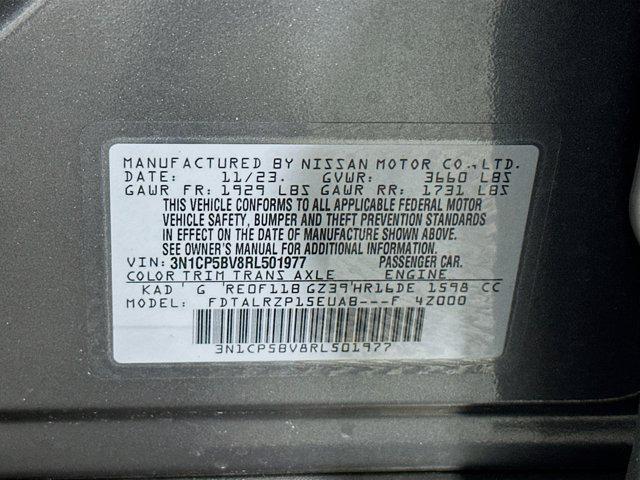 MANUFACTURED BY NISSAN MOTOR CO., LTD.
DATE: 11/23. GVWR: 3660 LBS
GAWR FR: 1929 LBS GAWR RR: 1731 LBS
THIS VEHICLE CONFORMS TO ALL APPLICABLE FEDERAL MOTOR
VEHICLE SAFETY, BUMPER AND THEFT PREVENTION STANDARDS
IN EFFECT ON THE DATE OF MANUFACTURE SHOWN ABOVE.
SEE OWNER'S MANUAL FOR ADDITIONAL INFORMATION.
VIN: 3N1CP5BV8RL501977 PASSENGER CAR.
COLOR TRIM TRANS AXLE ENGINE
KAD ' G 'RE0F11B GZ39'HR16DE 1598 CC
MODEL: FDTALRZP15EUAB---F 4Z000
3N1CP5BV8RL501977